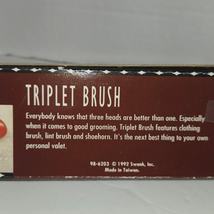 TRIPLET BRUSH
Everybody knows that three heads are better than one. Especially
when it comes to good grooming. Triplet Brush features clothing
brush, lint brush and shoehorn. It's the next best thing to your own
personal valet.
98-6203 © 1992 Swank, Inc.
Made in Taiwan.